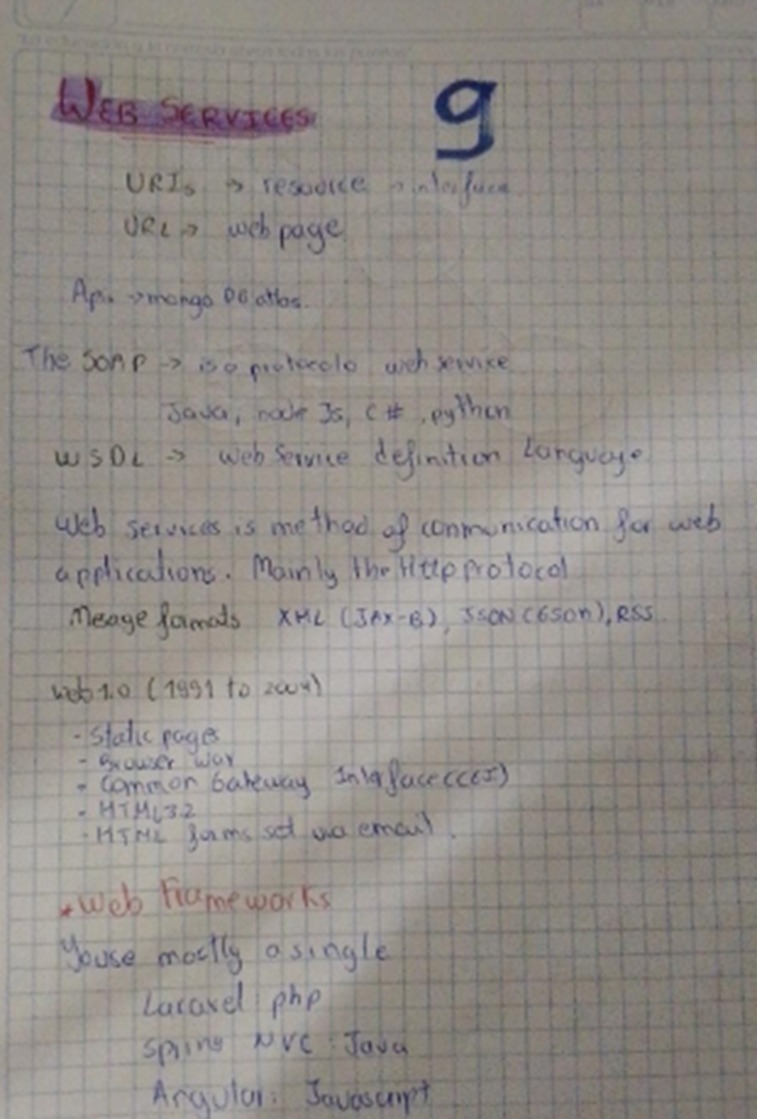 WEB SERVICES
9
URIs -> resource -> interface
URL -> web page
Api -> mongo DB atlas.
The SOAP -> is a protocolo web service
Java, node Js, C#, python
WSDL -> Web Service definition Language
Web services is method of conmunication for web
applications. Mainly the Http protocol
Mesage formats XML (JAX-B), JSON (GSON), RSS
Web 1.0 (1991 to 2004)
- Static pages
- Browser war
- Common Gateway Interface (CGI)
- HTML 3.2
- HTML forms set via email.
* Web Frameworks
Youse mostly a single
Laravel: php
Spring MVC: Java
Angular: Javascript